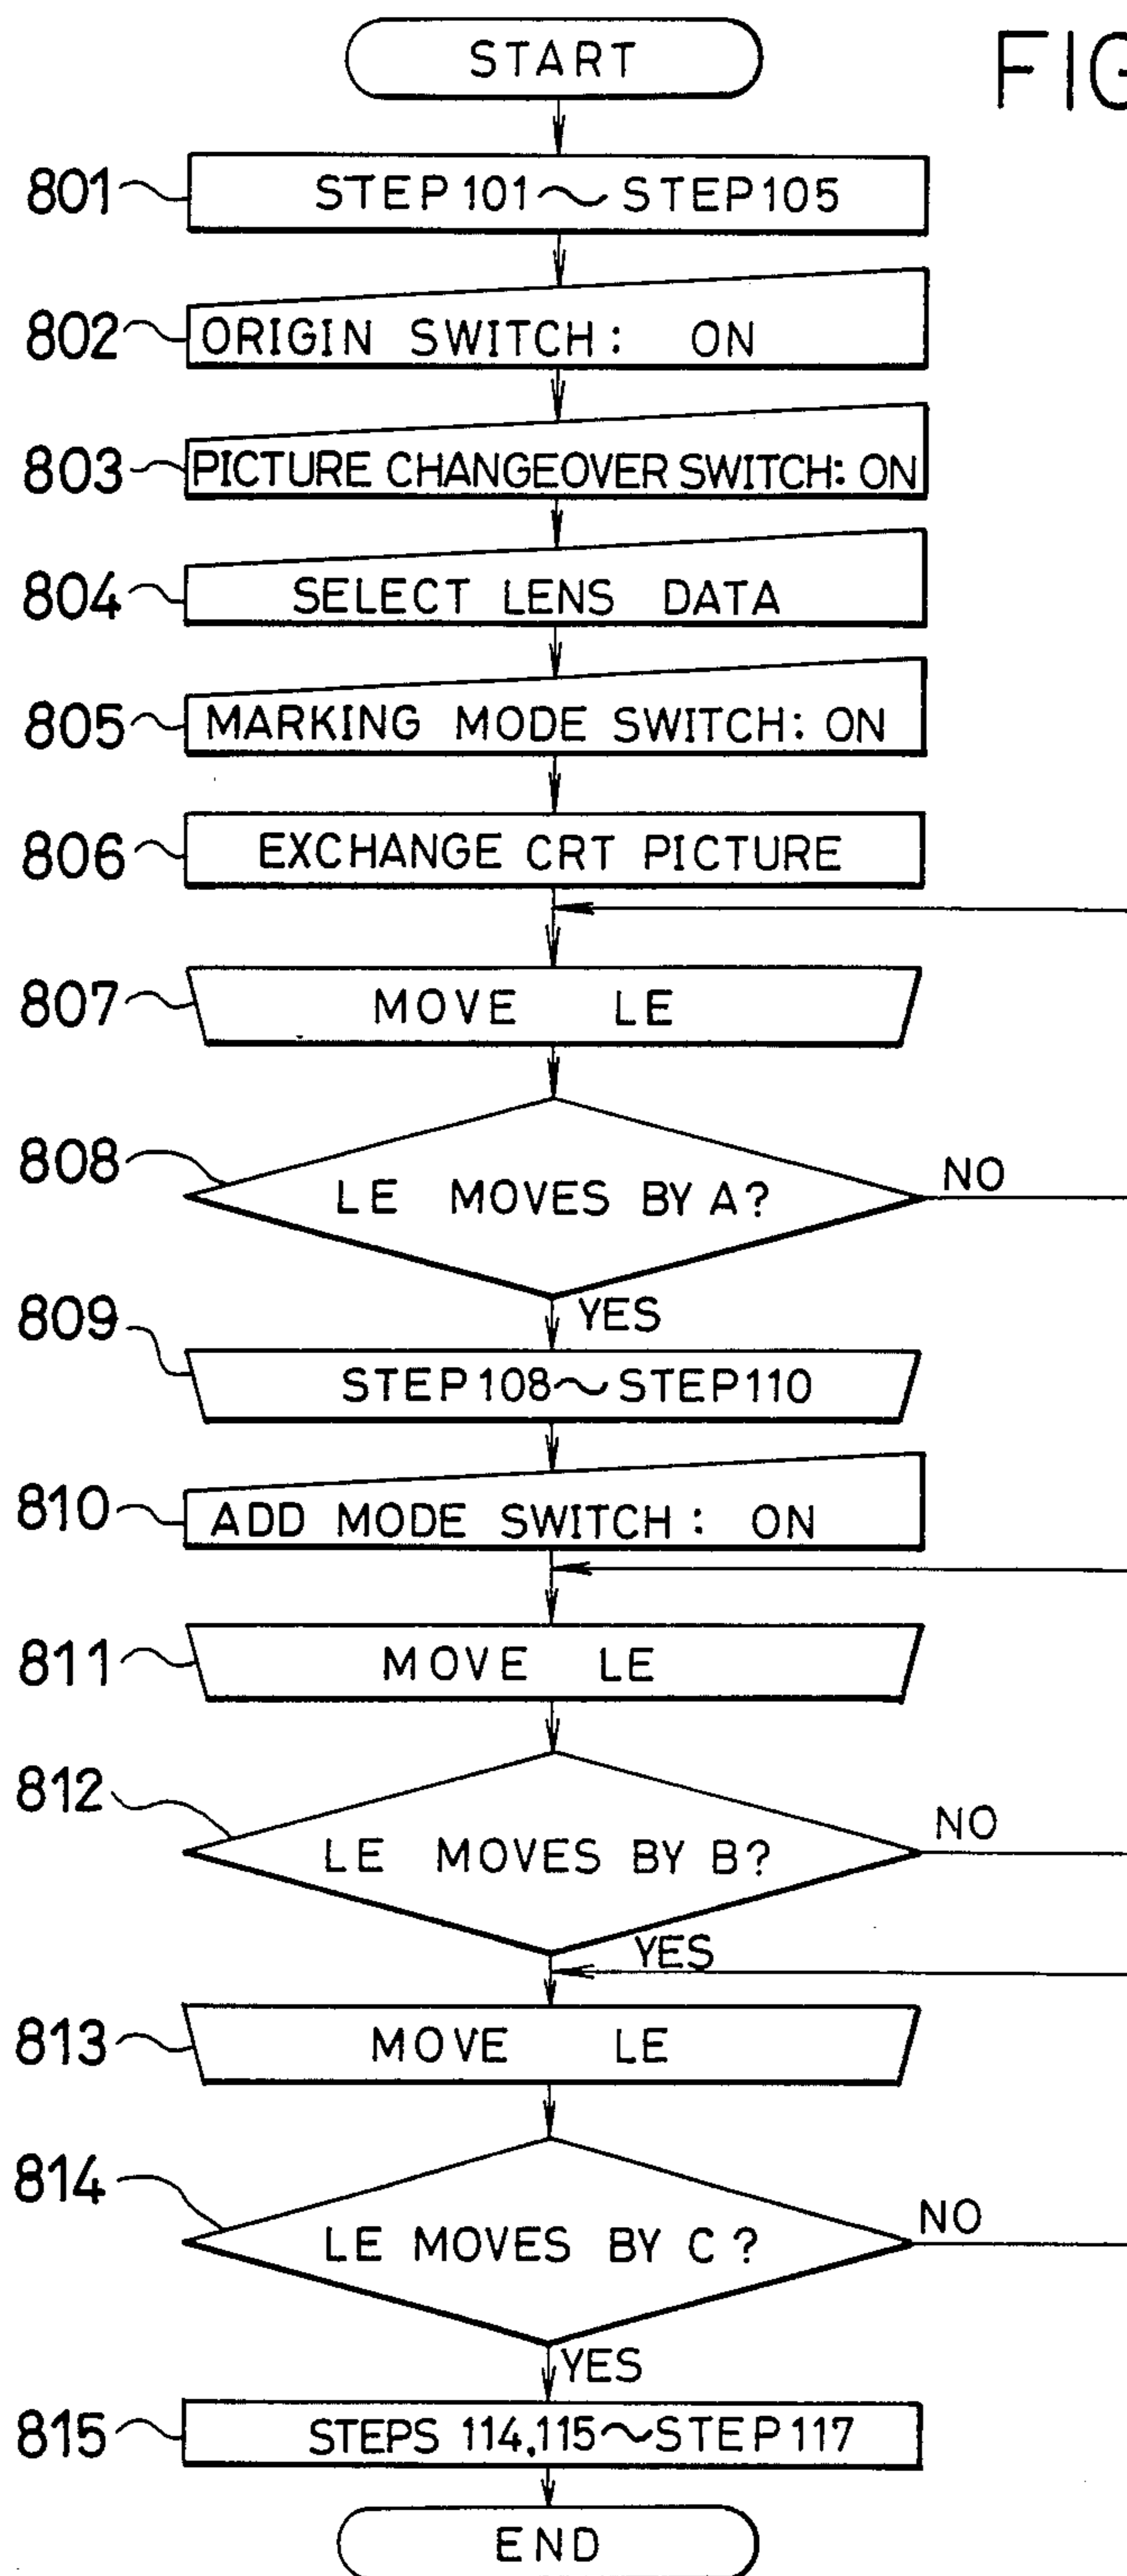 START
FIG
801 STEP 101~STEP 105
802 ORIGIN SWITCH: ON
803 PICTURE CHANGEOVER SWITCH: ON
804 SELECT LENS DATA
805 MARKING MODE SWITCH: ON
806 EXCHANGE CRT PICTURE
807 MOVE LE
808 LE MOVES BY A? NO
YES
809 STEP 108~STEP 110
810 ADD MODE SWITCH: ON
811 MOVE LE
812 LE MOVES BY B? NO
YES
813 MOVE LE
814 LE MOVES BY C? NO
YES
815 STEPS 114,115~STEP 117
END